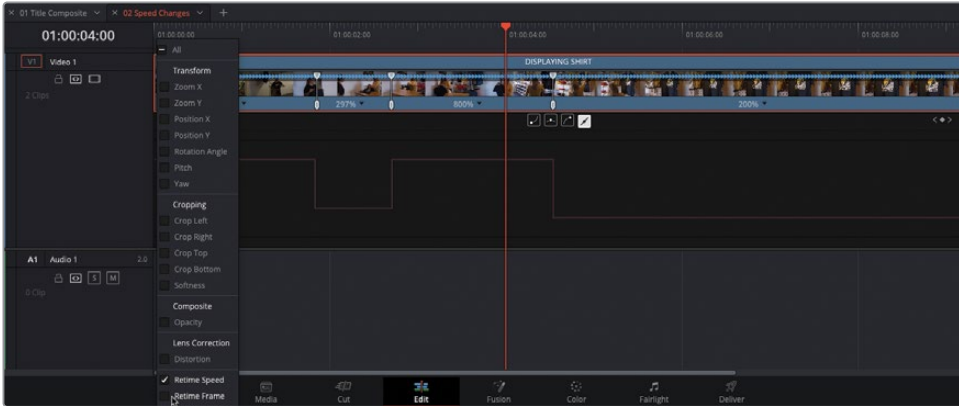 01 Title Composite
02 Speed Changes
01:00:04:00
01:00:00:00
01:00:02:00
01:00:04:00
01:00:06:00
01:00:08:00
All
V1 Video 1
2 Clips
DISPLAYING SHIRT
297%
800%
200%
Transform
Zoom X
Zoom Y
Position X
Position Y
Rotation Angle
Pitch
Yaw
Cropping
Crop Left
Crop Right
Crop Top
Crop Bottom
Softness
Composite
Opacity
Lens Correction
Distortion
Retime Speed
Retime Frame
A1 Audio 1 2.0
S M
0 Clip
Media
Cut
Edit
Fusion
Color
Fairlight
Deliver